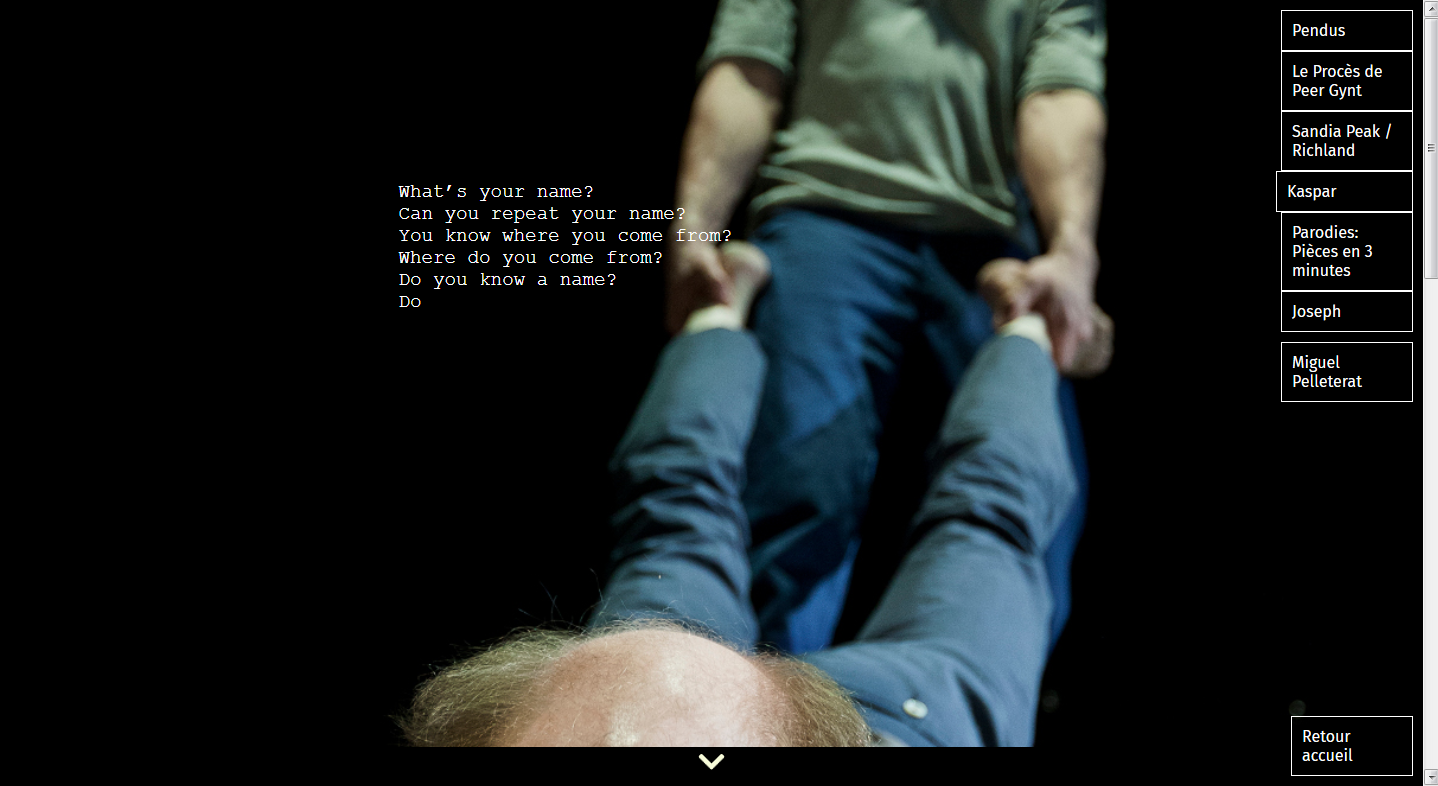 What’s your name?
Can you repeat your name?
You know where you come from?
Where do you come from?
Do you know a name?
Do
Pendus
Le Procès de
Peer Gynt
Sandia Peak /
Richland
Kaspar
Parodies:
Pièces en 3
minutes
Joseph
Miguel
Pelleterat
Retour
accueil